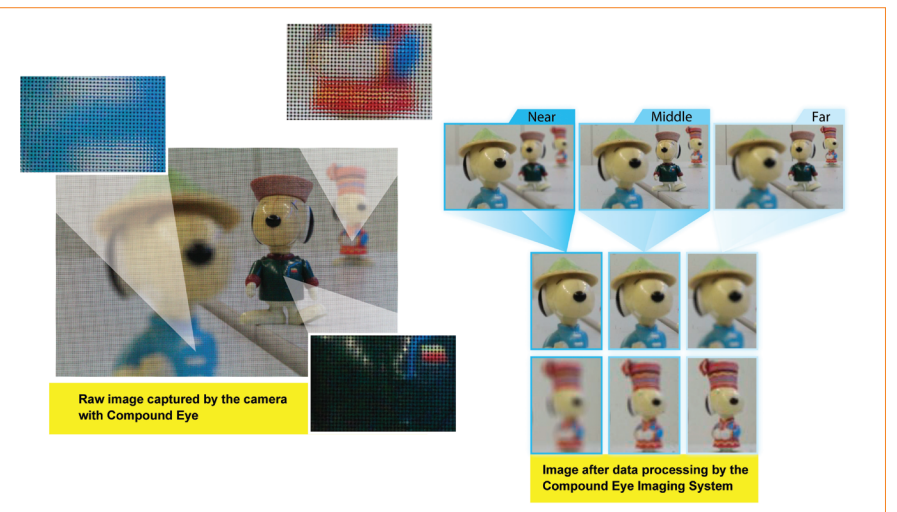 Near
Middle
Far
Raw image captured by the camera
with Compound Eye
Image after data processing by the
Compound Eye Imaging System